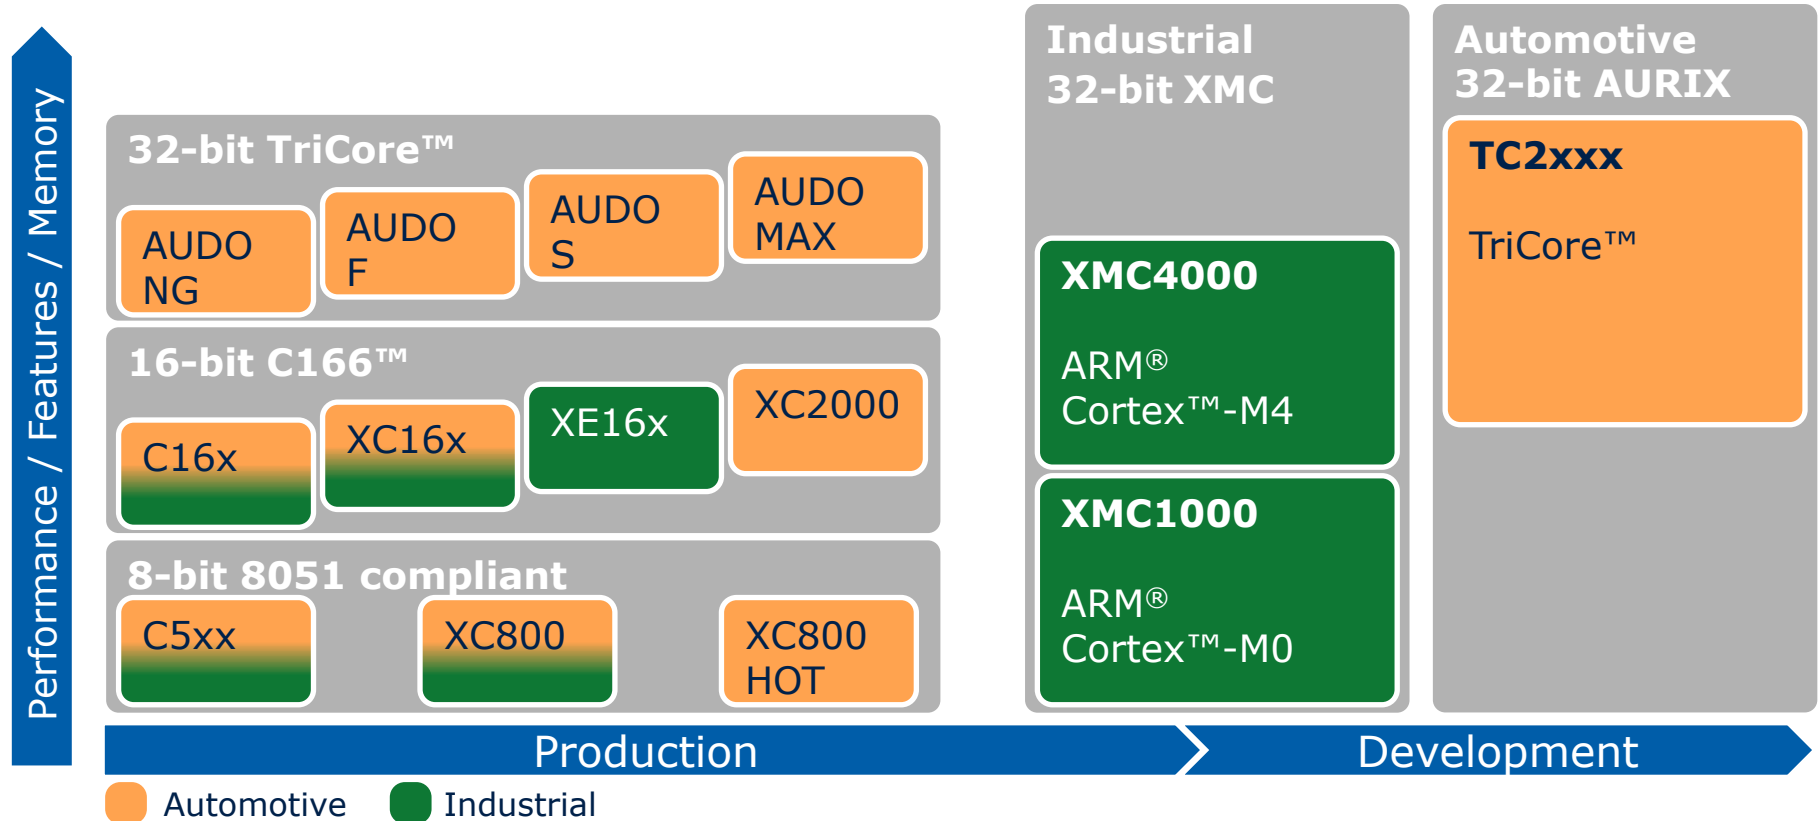 Performance / Features / Memory
32-bit TriCore™
AUDO
NG
AUDO
F
AUDO
S
AUDO
MAX
16-bit C166™
C16x
XC16x
XE16x
XC2000
8-bit 8051 compliant
C5xx
XC800
XC800
HOT
Industrial
32-bit XMC
XMC4000
ARM®
Cortex™-M4
XMC1000
ARM®
Cortex™-M0
Automotive
32-bit AURIX
TC2xxx
TriCore™
Production
Development
Automotive
Industrial